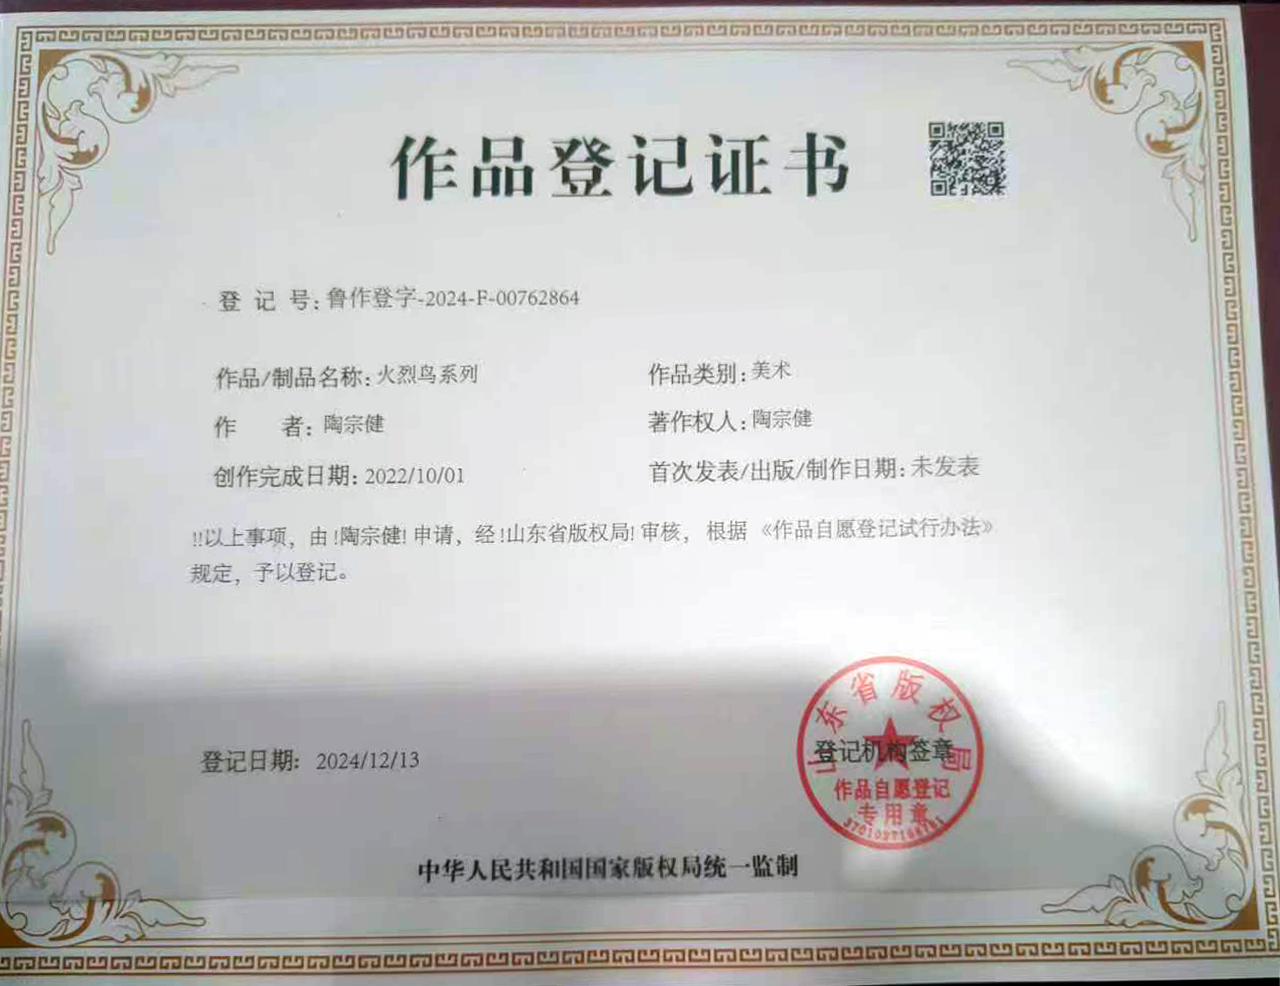 作品登记证书
登 记 号：鲁作登字-2024-F-00762864
作品/制品名称：火烈鸟系列
作品类别：美术
作 者：陶宗健
著作权人：陶宗健
创作完成日期：2022/10/01
首次发表/出版/制作日期：未发表
!!以上事项，由!陶宗健!申请，经!山东省版权局!审核，根据《作品自愿登记试行办法》
规定，予以登记。
登记日期：2024/12/13
山东省版权局
登记机构签章
作品自愿登记
专用章
中华人民共和国国家版权局统一监制